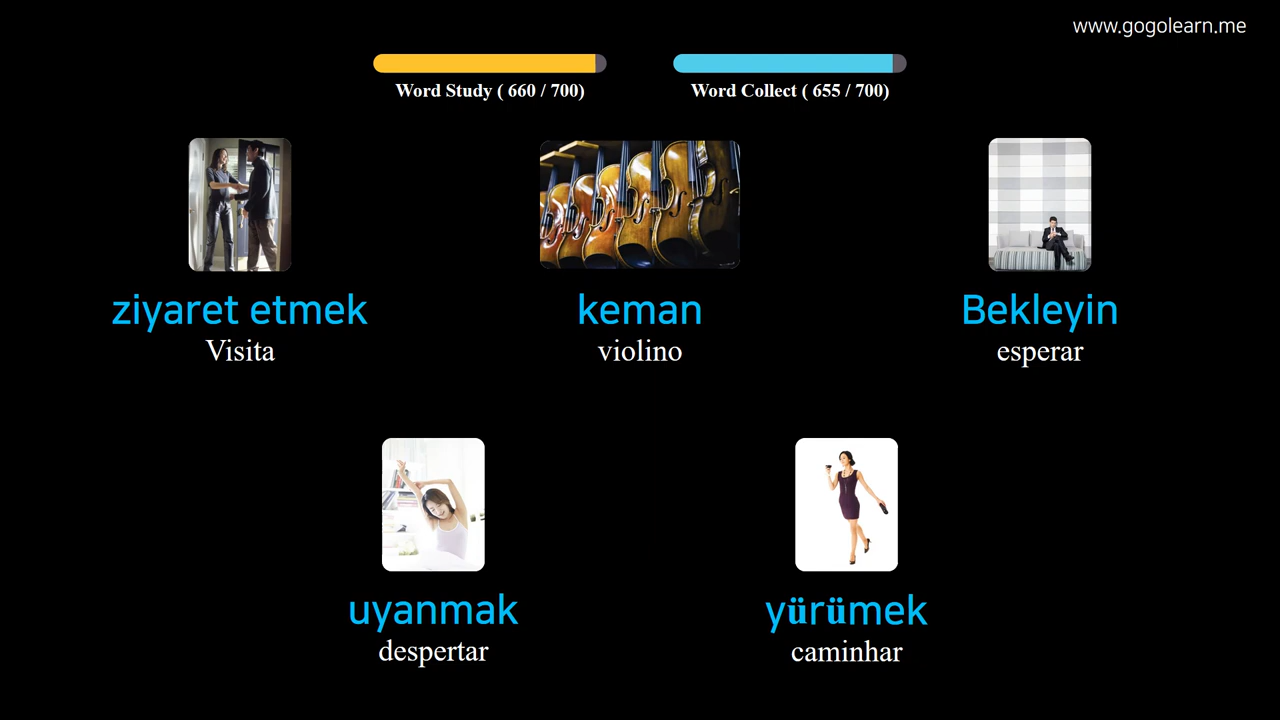 www.gogolearn.me
Word Study ( 660 / 700)
Word Collect ( 655 / 700)
ziyaret etmek
Visita
keman
violino
Bekleyin
esperar
uyanmak
despertar
yürümek
caminhar